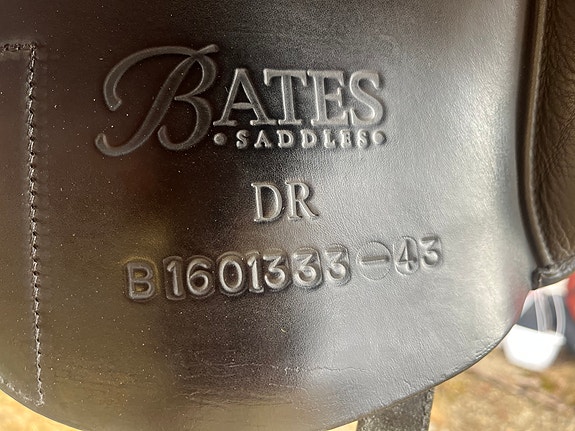 BATES
•SADDLES•
DR
B1601333-43